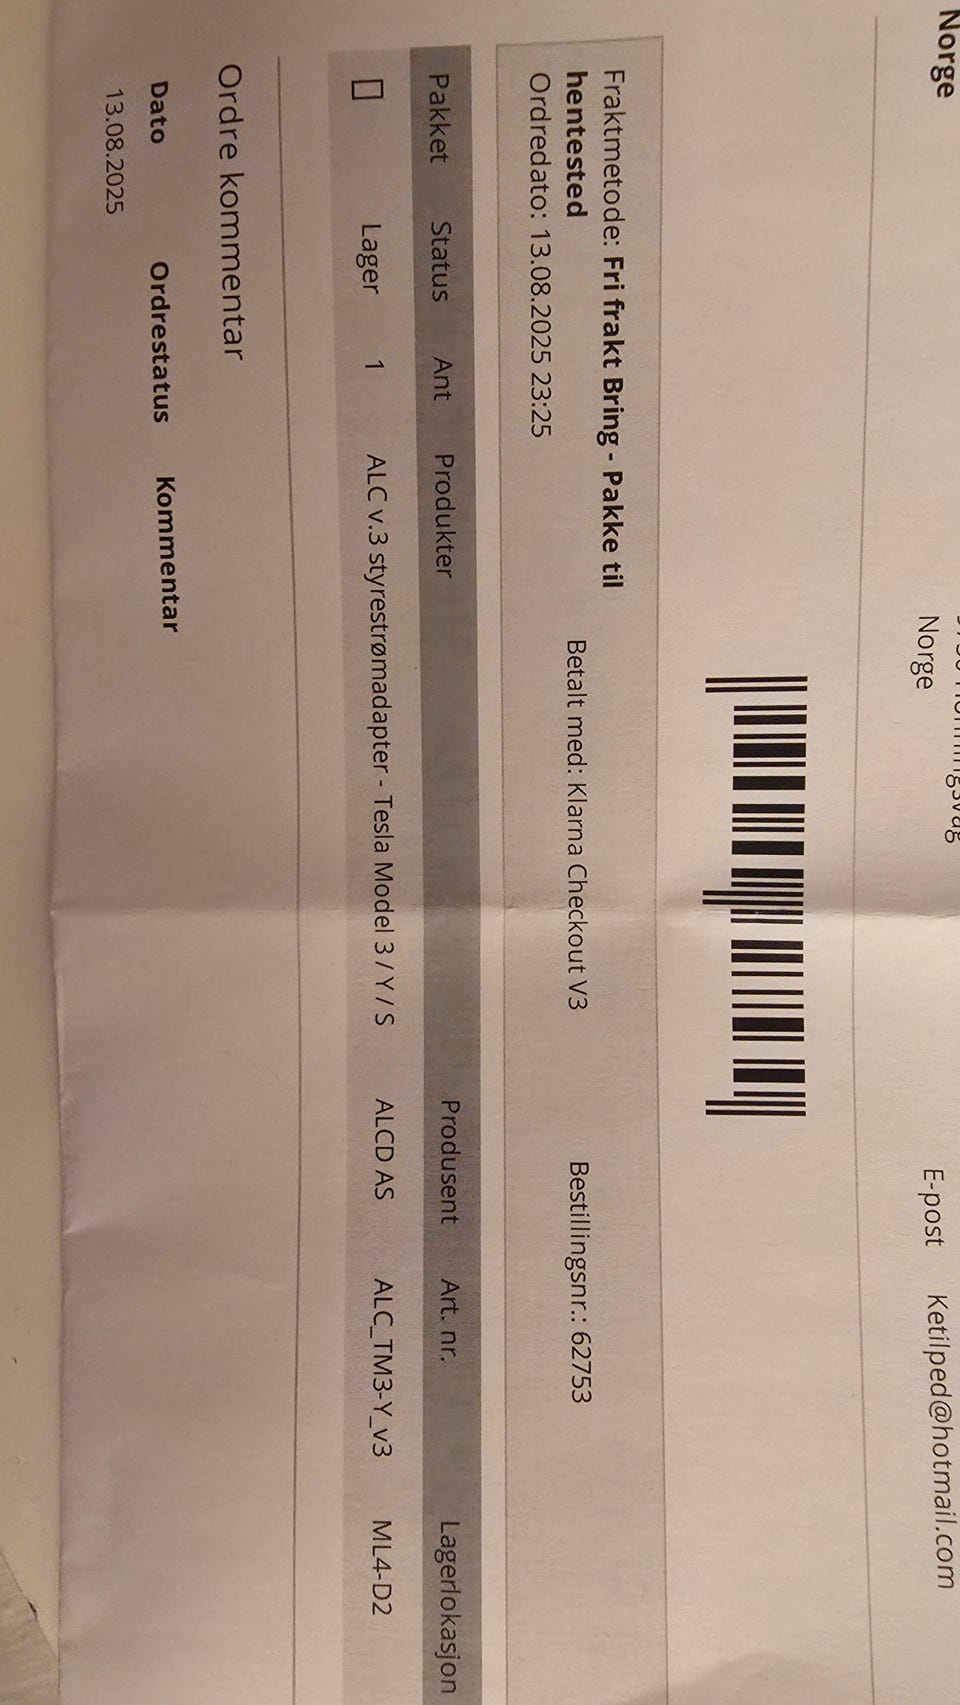 Norge
Norge
E-post Ketilped@hotmail.com
Fraktmetode: Fri frakt Bring - Pakke til
hentested
Ordredato: 13.08.2025 23:25
Betalt med: Klarna Checkout V3
Bestillingsnr.: 62753
Pakket Status Ant Produkter Produsent Art. nr. Lagerlokasjon
Lager 1 ALC v.3 styrestrømadapter - Tesla Model 3 / Y / S ALCD AS ALC_TM3-Y_v3 ML4-D2
Ordre kommentar
Dato Ordrestatus Kommentar
13.08.2025